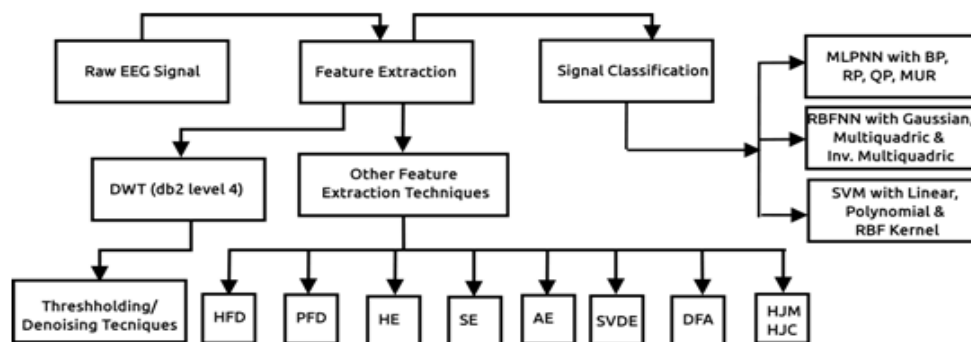 Raw EEG Signal
Feature Extraction
Signal Classification
MLPNN with BP,
RP, QP, MUR
RBFNN with Gaussian,
Multiquadric &
Inv. Multiquadric
SVM with Linear,
Polynomial &
RBF Kernel
DWT (db2 level 4)
Other Feature
Extraction Techniques
Threshholding/
Denoising Tecniques
HFD
PFD
HE
SE
AE
SVDE
DFA
HJM
HJC